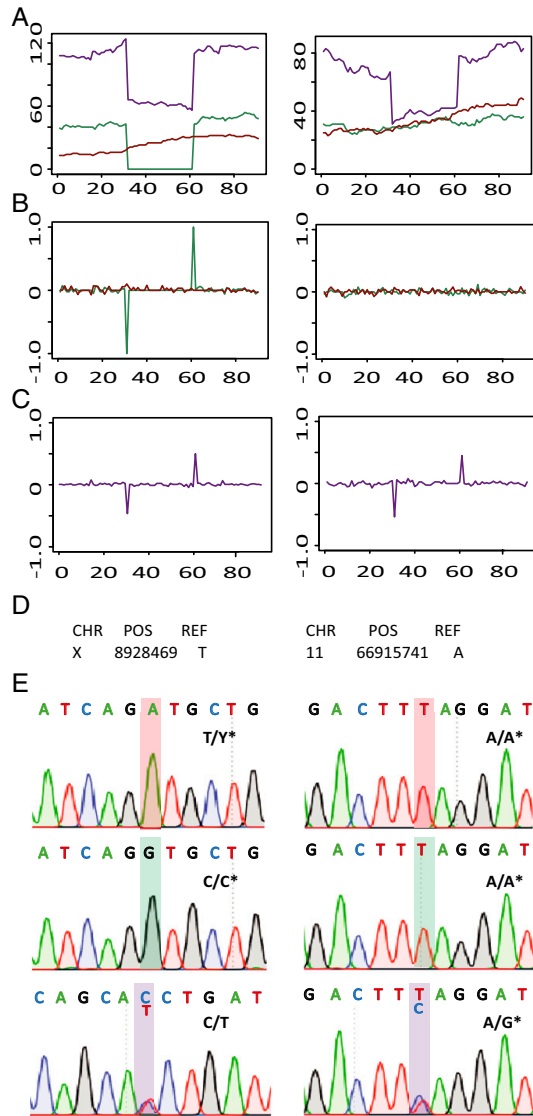 A
120
60
0
0 20 40 60 80
80
40
0
0 20 40 60 80
B
1.0
0
-1.0
0 20 40 60 80
1.0
0
-1.0
0 20 40 60 80
C
1.0
0
-1.0
0 20 40 60 80
1.0
0
-1.0
0 20 40 60 80
D
CHR POS REF
X 8928469 T
CHR POS REF
11 66915741 A
E
A T C A G A T G C T G
T/Y*
G A C T T T A G G A T
A/A*
A T C A G G T G C T G
C/C*
G A C T T T A G G A T
A/A*
C A G C A C C T G A T
T
C/T
G A C T T T A G G A T
C
A/G*